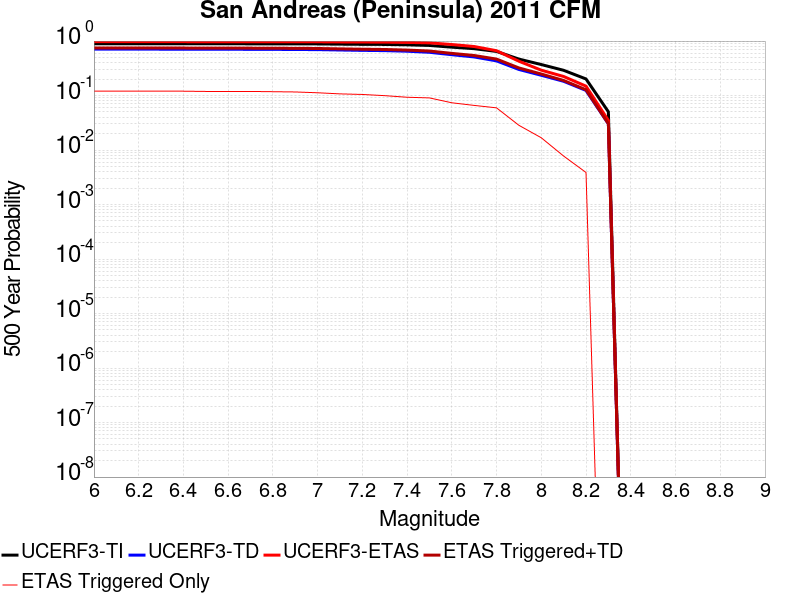 San Andreas (Peninsula) 2011 CFM
500 Year Probability
10^0
10^-1
10^-2
10^-3
10^-4
10^-5
10^-6
10^-7
10^-8
6 6.2 6.4 6.6 6.8 7 7.2 7.4 7.6 7.8 8 8.2 8.4 8.6 8.8 9
Magnitude
UCERF3-TI UCERF3-TD UCERF3-ETAS ETAS Triggered+TD
ETAS Triggered Only